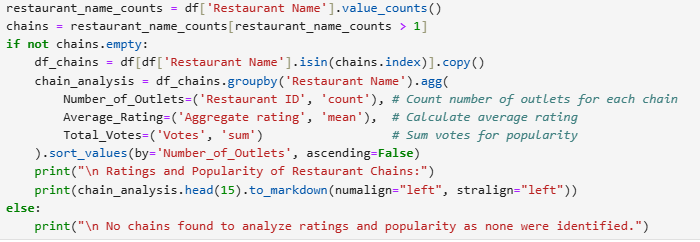 restaurant_name_counts = df['Restaurant Name'].value_counts()
chains = restaurant_name_counts[restaurant_name_counts > 1]
if not chains.empty:
    df_chains = df[df['Restaurant Name'].isin(chains.index)].copy()
    chain_analysis = df_chains.groupby('Restaurant Name').agg(
        Number_of_Outlets=('Restaurant ID', 'count'), # Count number of outlets for each chain
        Average_Rating=('Aggregate rating', 'mean'),  # Calculate average rating
        Total_Votes=('Votes', 'sum')                  # Sum votes for popularity
    ).sort_values(by='Number_of_Outlets', ascending=False)
    print("\n Ratings and Popularity of Restaurant Chains:")
    print(chain_analysis.head(15).to_markdown(numalign="left", stralign="left"))
else:
    print("\n No chains found to analyze ratings and popularity as none were identified.")